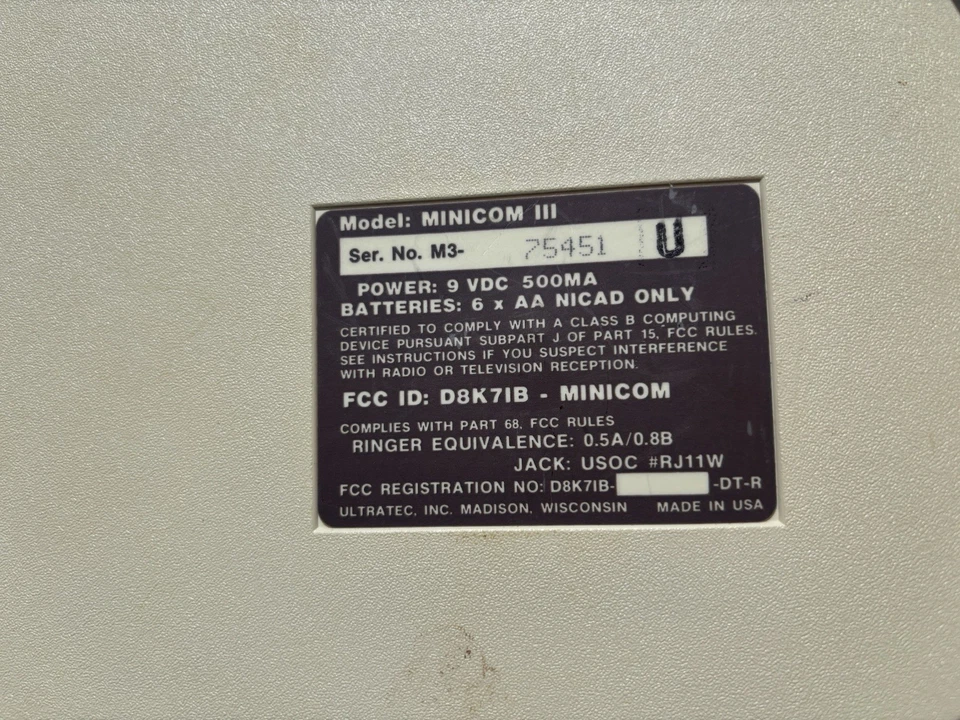 Model: MINICOM III
Ser. No. M3- 75451 U
POWER: 9 VDC 500MA
BATTERIES: 6 x AA NICAD ONLY
CERTIFIED TO COMPLY WITH A CLASS B COMPUTING
DEVICE PURSUANT SUBPART J OF PART 15, FCC RULES.
SEE INSTRUCTIONS IF YOU SUSPECT INTERFERENCE
WITH RADIO OR TELEVISION RECEPTION.
FCC ID: D8K7IB - MINICOM
COMPLIES WITH PART 68, FCC RULES
RINGER EQUIVALENCE: 0.5A/0.8B
JACK: USOC #RJ11W
FCC REGISTRATION NO: D8K7IB- -DT-R
ULTRATEC, INC. MADISON, WISCONSIN MADE IN USA